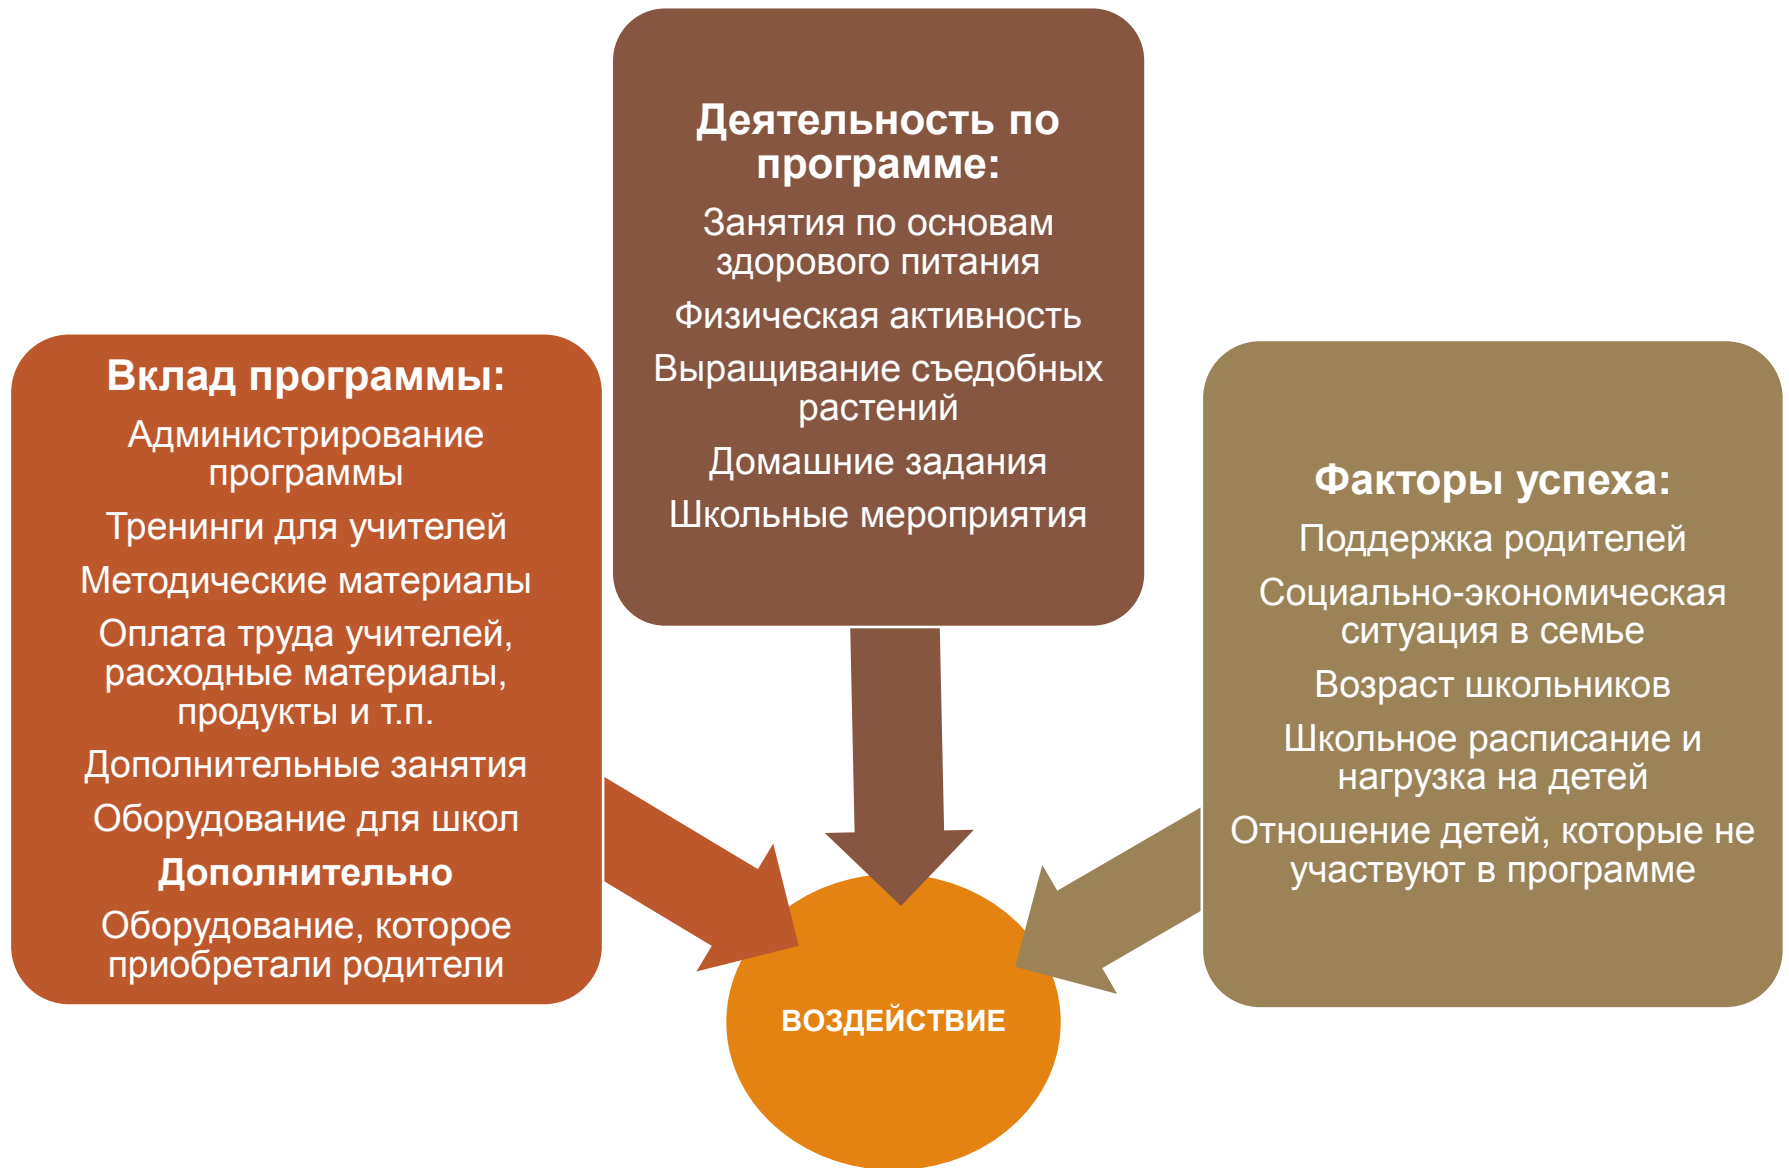 Деятельность по
программе:
Занятия по основам
здорового питания
Физическая активность
Выращивание съедобных
растений
Домашние задания
Школьные мероприятия
Вклад программы:
Администрирование
программы
Тренинги для учителей
Методические материалы
Оплата труда учителей,
расходные материалы,
продукты и т.п.
Дополнительные занятия
Оборудование для школ
Дополнительно
Оборудование, которое
приобретали родители
Факторы успеха:
Поддержка родителей
Социально-экономическая
ситуация в семье
Возраст школьников
Школьное расписание и
нагрузка на детей
Отношение детей, которые не
участвуют в программе
ВОЗДЕЙСТВИЕ